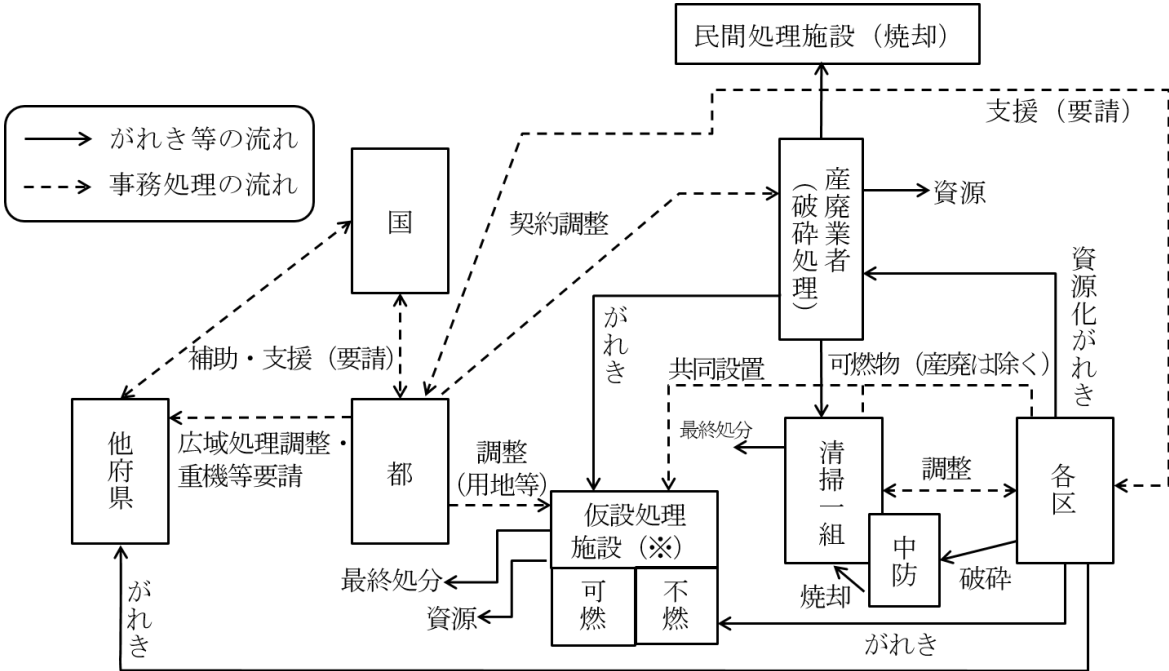 民間処理施設（焼却）
支援（要請）
がれき等の流れ
事務処理の流れ
国
契約調整
産廃業者
（破砕処理）
資源
資源化がれき
がれき
補助・支援（要請）
共同設置
可燃物（産廃は除く）
他府県
広域処理調整・
重機等要請
都
調整
（用地等）
最終処分
清掃一組
調整
各区
仮設処理
施設（※）
中防
破砕
焼却
最終処分
資源
可燃
不燃
がれき
がれき